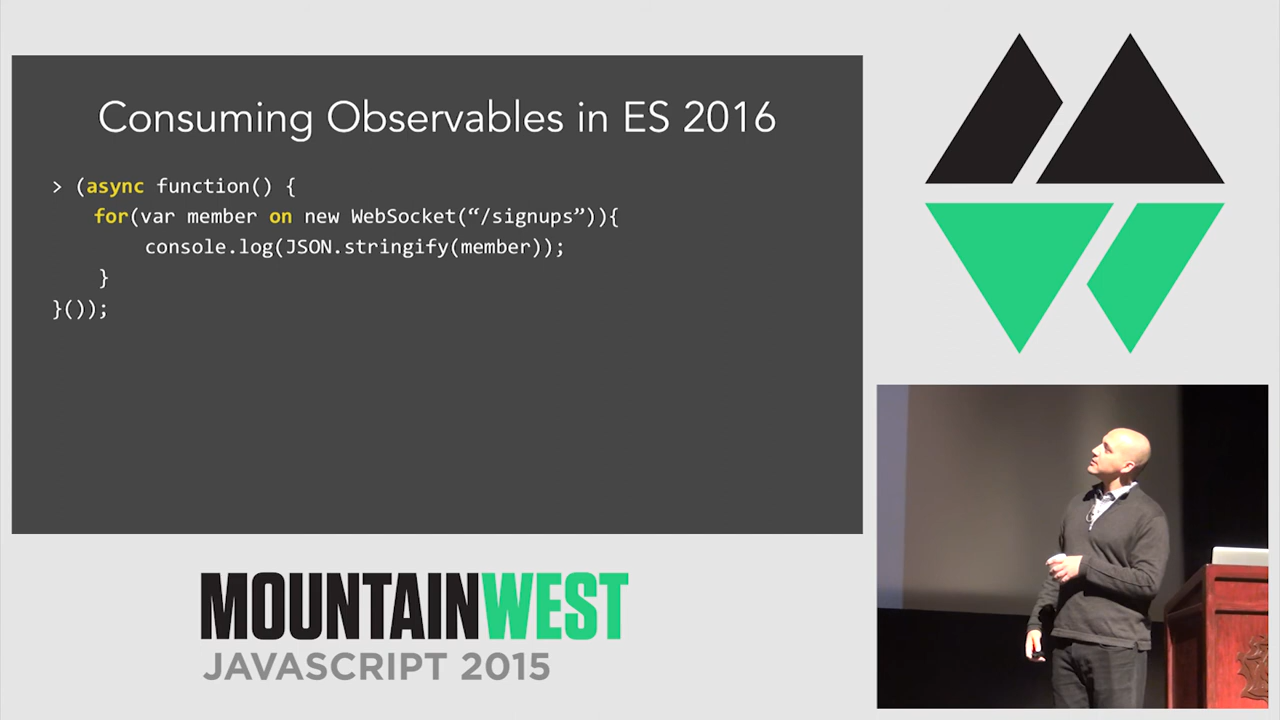 Consuming Observables in ES 2016
> (async function() {
for(var member on new WebSocket(“/signups”)){
console.log(JSON.stringify(member));
}
}());
MOUNTAINWEST
JAVASCRIPT 2015